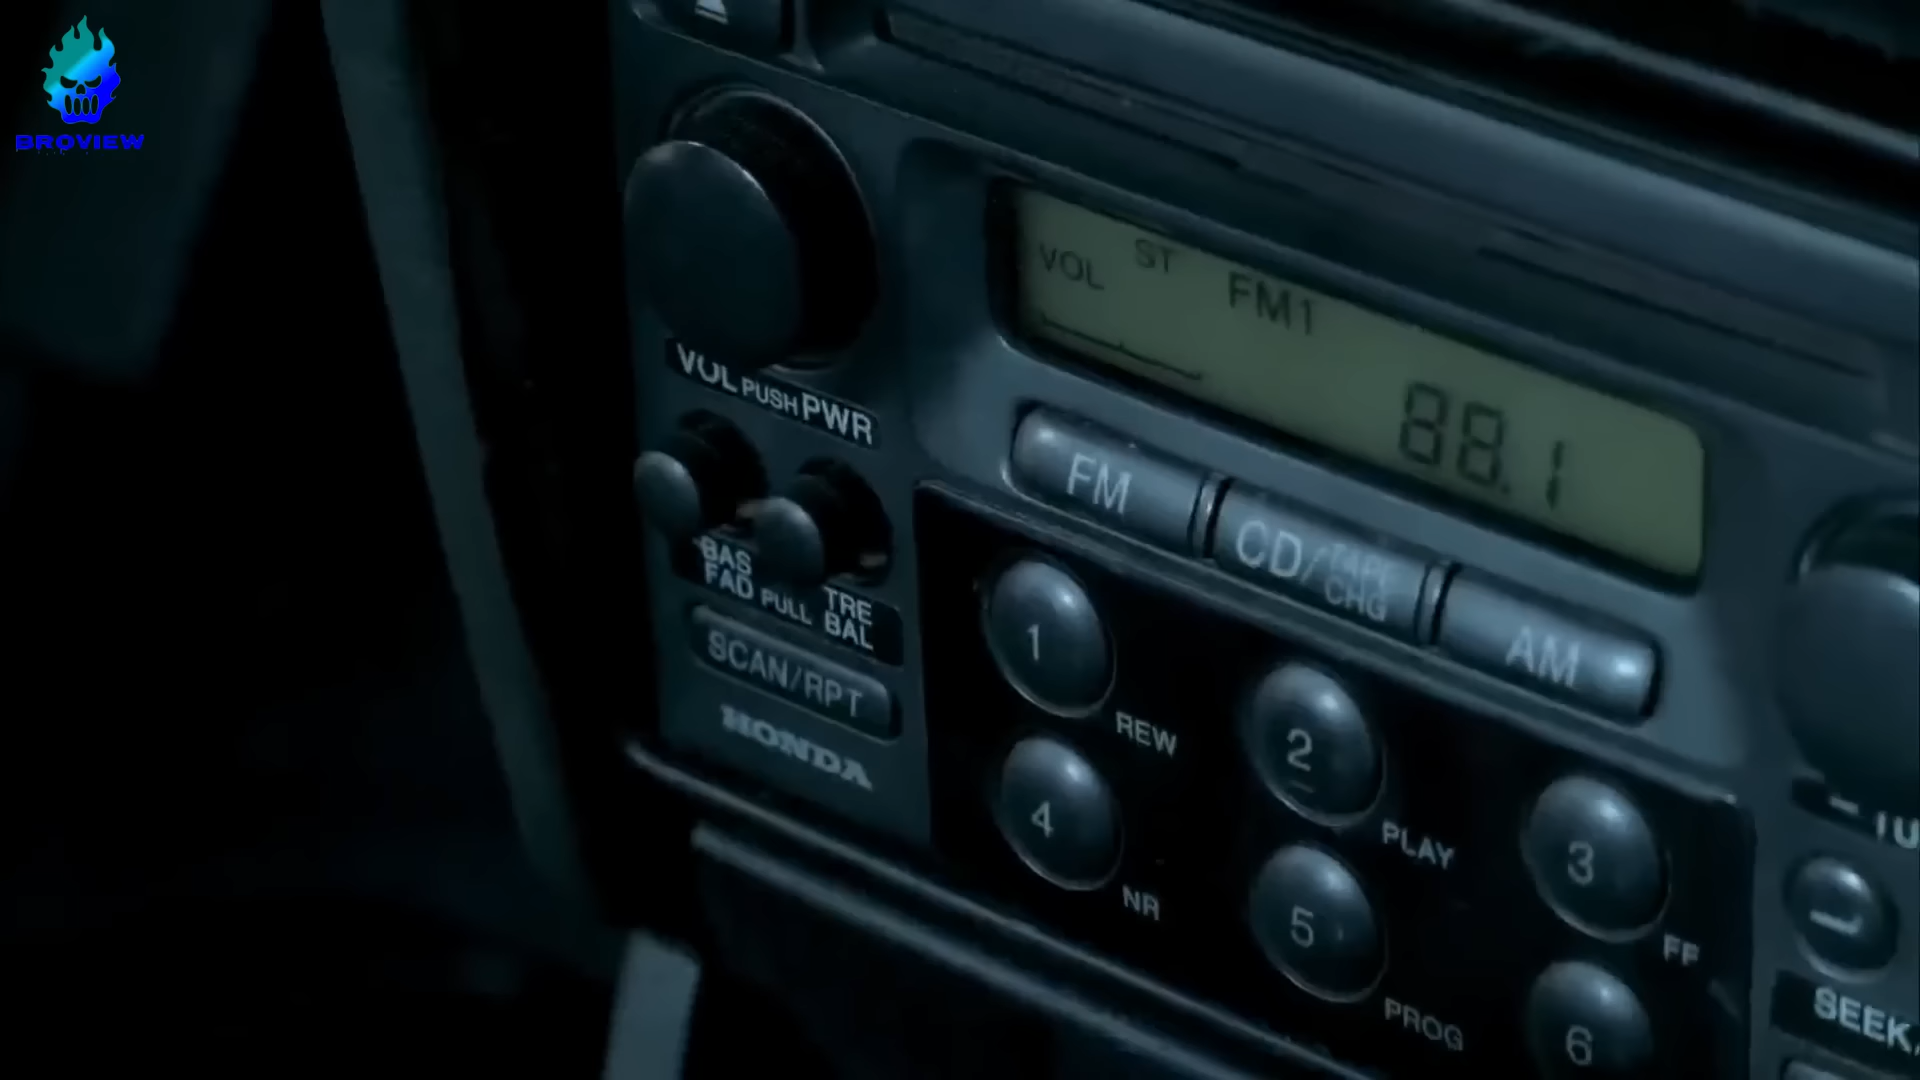 BROVIEW
VOL ST FM1
88.1
VOL PUSH PWR
FM
CD/TAPE CHG
AM
BAS FAD PULL TRE BAL
SCAN/RPT
HONDA
1 REW
2 PLAY
3 FF
4 NR
5 PROG
6
SEEK